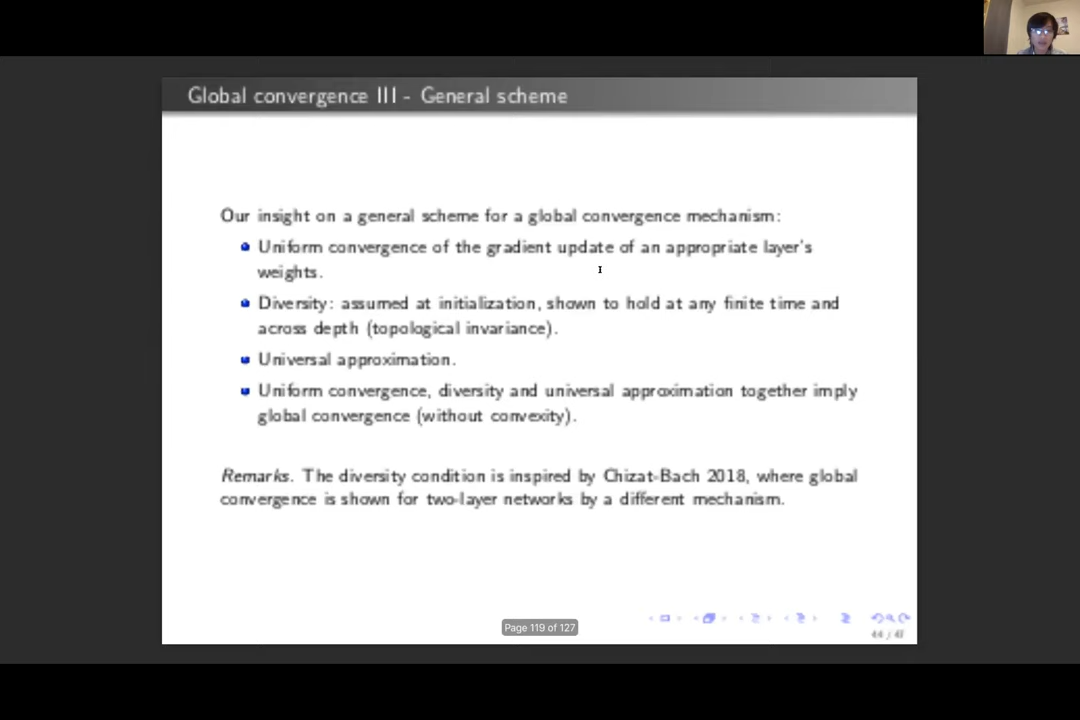 Global convergence III - General scheme
Our insight on a general scheme for a global convergence mechanism:
Uniform convergence of the gradient update of an appropriate layer's
weights.
Diversity: assumed at initialization, shown to hold at any finite time and
across depth (topological invariance).
Universal approximation.
Uniform convergence, diversity and universal approximation together imply
global convergence (without convexity).
Remarks. The diversity condition is inspired by Chizat-Bach 2018, where global
convergence is shown for two-layer networks by a different mechanism.
Page 119 of 127
44 / 47